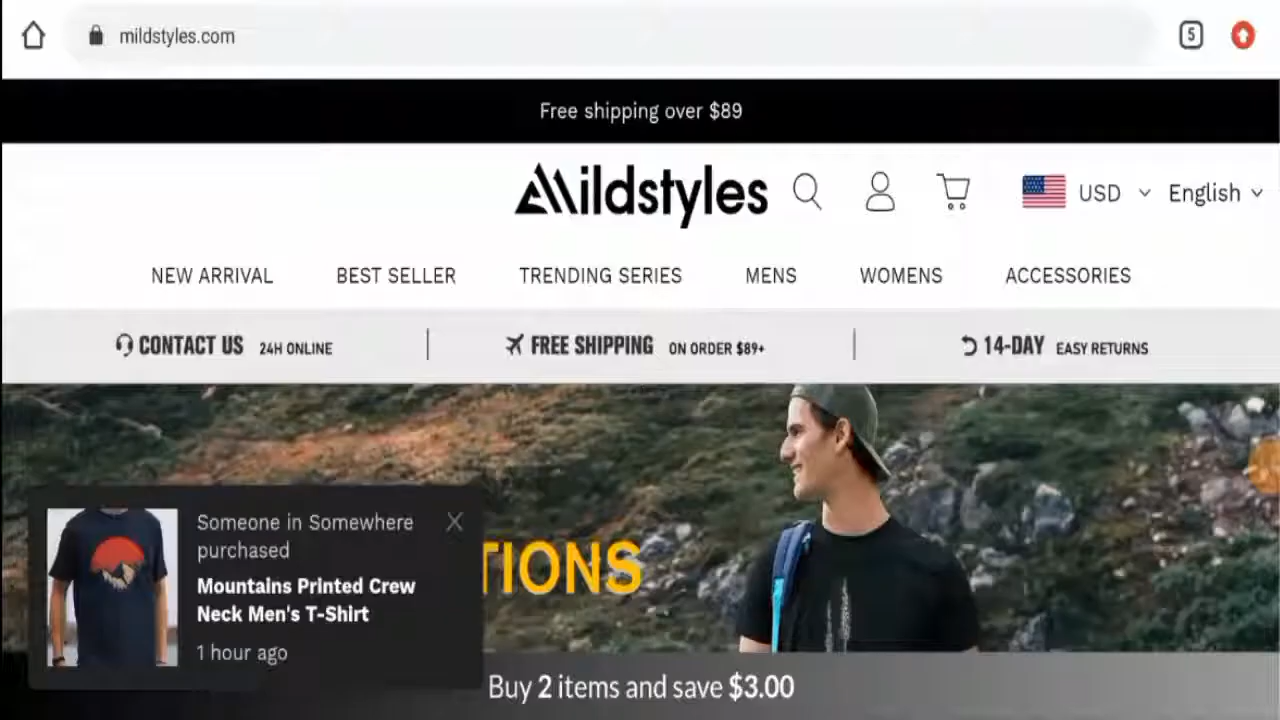 mildstyles.com
5
Free shipping over $89
Mildstyles
USD
English
NEW ARRIVAL
BEST SELLER
TRENDING SERIES
MENS
WOMENS
ACCESSORIES
CONTACT US 24H ONLINE
FREE SHIPPING ON ORDER $89+
14-DAY EASY RETURNS
TIONS
Someone in Somewhere
purchased
Mountains Printed Crew
Neck Men's T-Shirt
1 hour ago
Buy 2 items and save $3.00